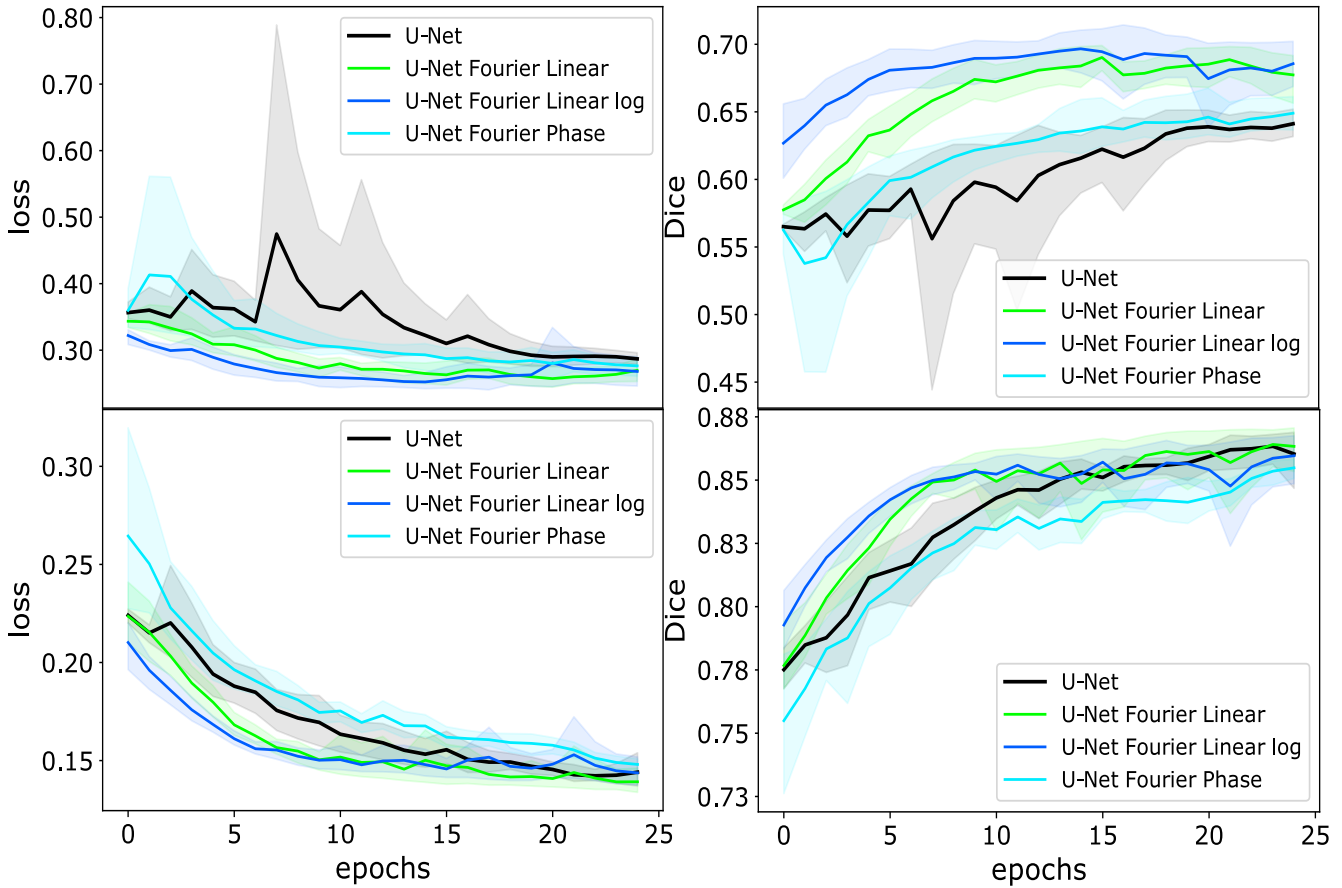 0.80
0.70
0.60
0.50
0.40
0.30
loss
U-Net
U-Net Fourier Linear
U-Net Fourier Linear log
U-Net Fourier Phase
0.70
0.65
0.60
0.55
0.50
0.45
Dice
U-Net
U-Net Fourier Linear
U-Net Fourier Linear log
U-Net Fourier Phase
0.30
0.25
0.20
0.15
loss
U-Net
U-Net Fourier Linear
U-Net Fourier Linear log
U-Net Fourier Phase
0 5 10 15 20 25
epochs
0.88
0.85
0.83
0.80
0.78
0.75
0.73
Dice
U-Net
U-Net Fourier Linear
U-Net Fourier Linear log
U-Net Fourier Phase
0 5 10 15 20 25
epochs